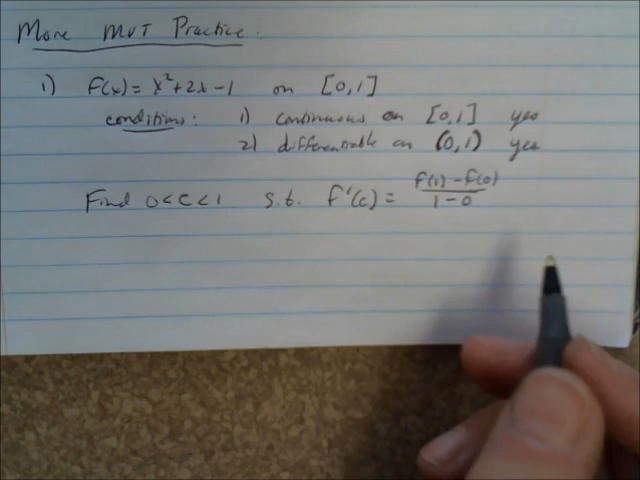 More MVT Practice:
1) f(x) = x²+2x-1 on [0,1]
conditions: 1) continuous on [0,1] yes
2) differentiable on (0,1) yes
Find 0<c<1 s.t. f'(c) = f(1)-f(0) / 1-0